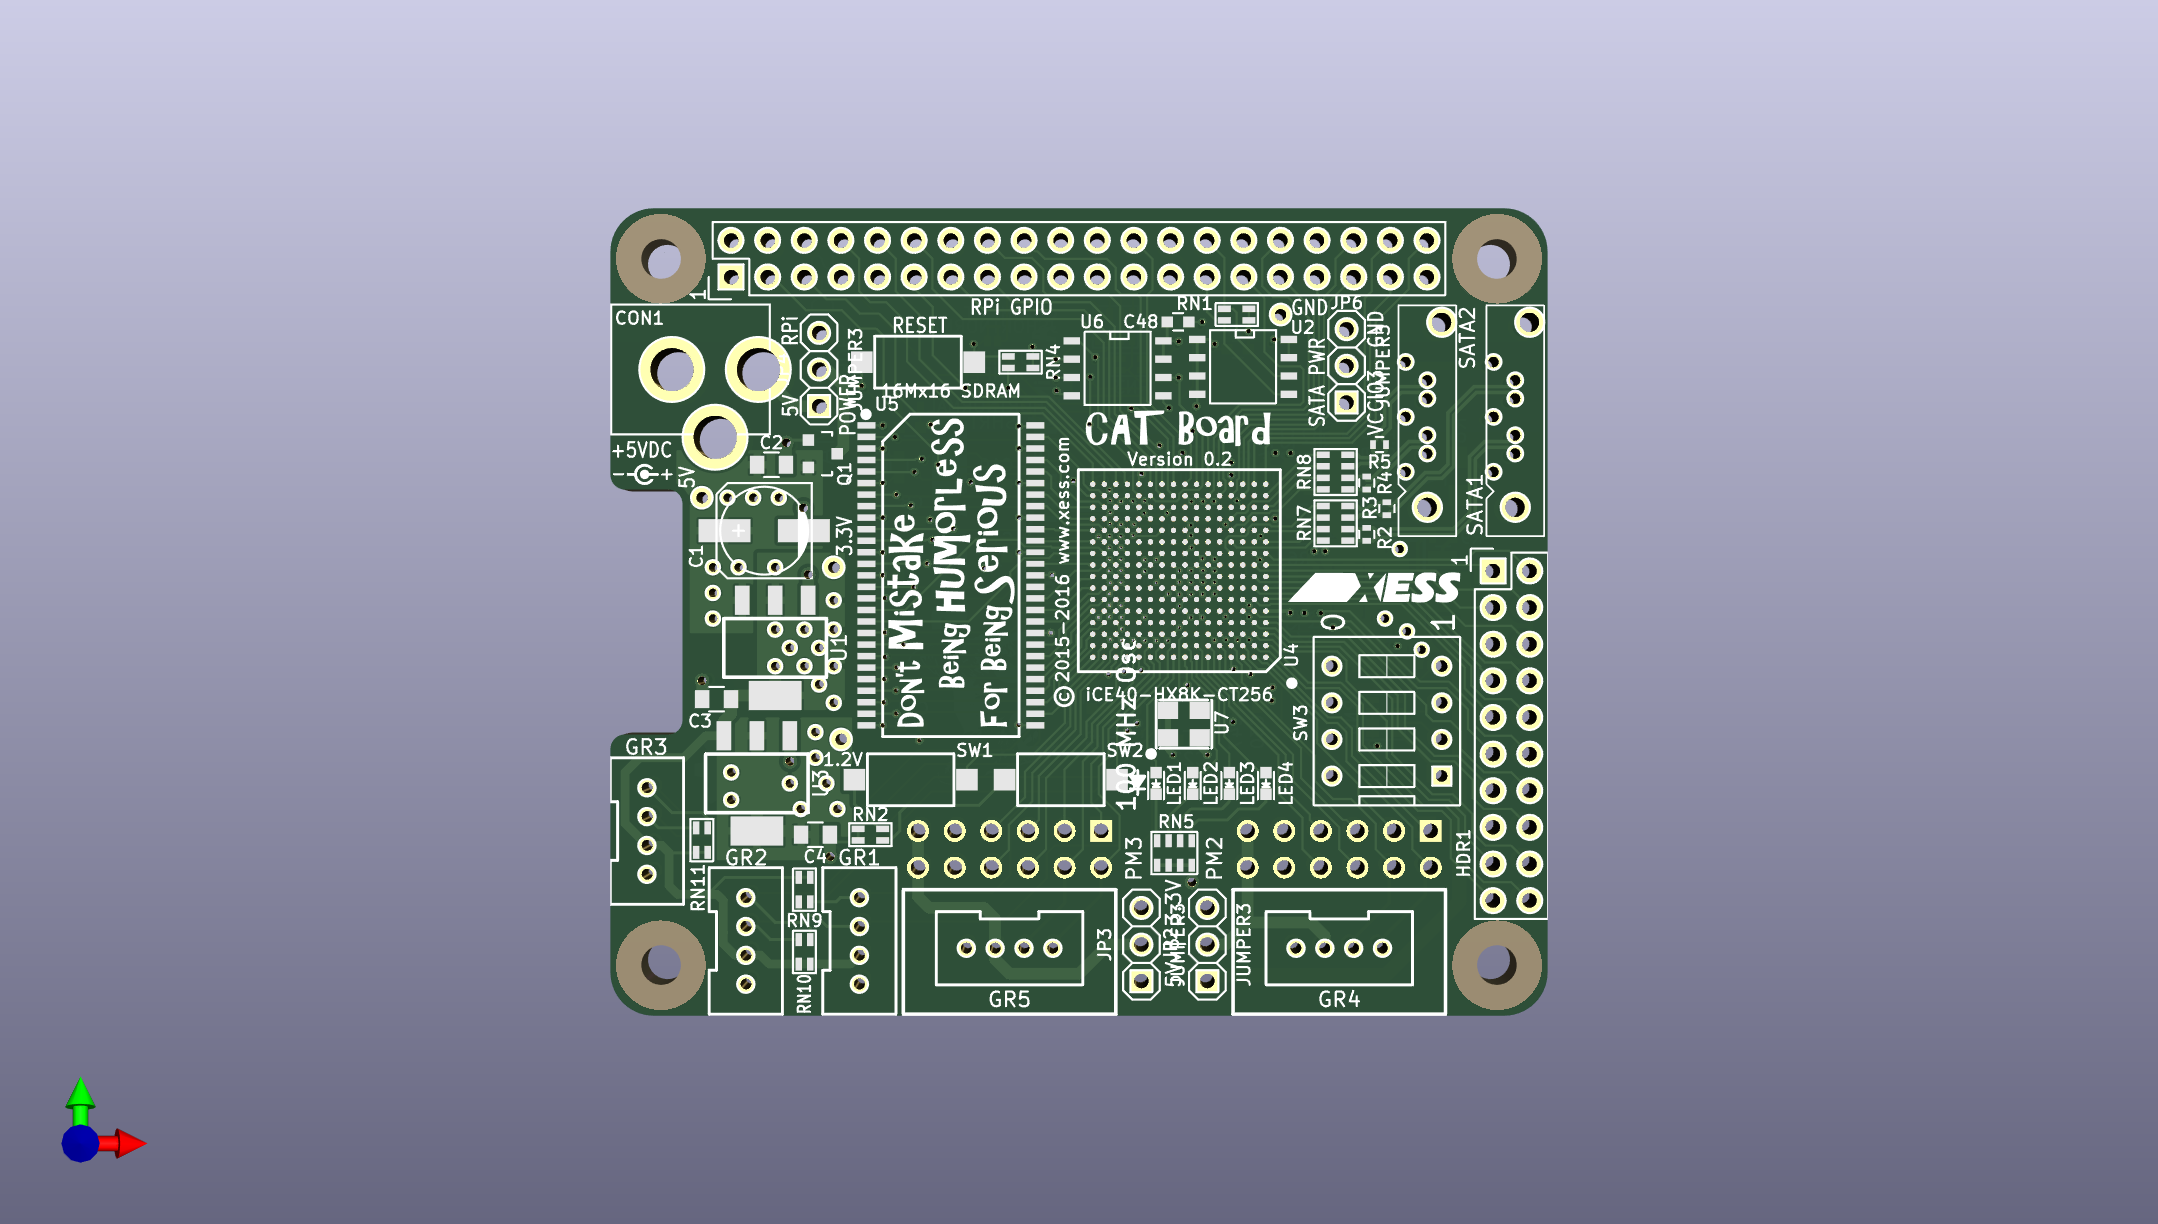 1
RPi GPIO
CON1
RPi
5V
POWER
JUMPER3
RESET
RN4
U6
C48
RN1
GND
JP6
U2
GND
JUMPER3
SATA PWR
VCCIO3
SATA2
SATA1
16Mx16 SDRAM
U5
CAT Board
Version 0.2
+5VDC
- +
5V
C2
Q1
C1
+
3.3V
Don't Mistake
Being Humorless
For Being Serious
© 2015-2016 www.xess.com
RN8
RN7
R5
R4
R3
R2
1
XESS
0
1
U1
U4
iCE40-HX8K-CT256
100 MHz Osc
U7
SW3
C3
GR3
1.2V
U3
SW1
SW2
LED1
LED2
LED3
LED4
RN2
C4
GR2
GR1
RN11
RN9
RN10
PM3
RN5
PM2
HDR1
JP3
3.3V
5V
JP2
JUMPER3
JUMPER3
GR5
GR4